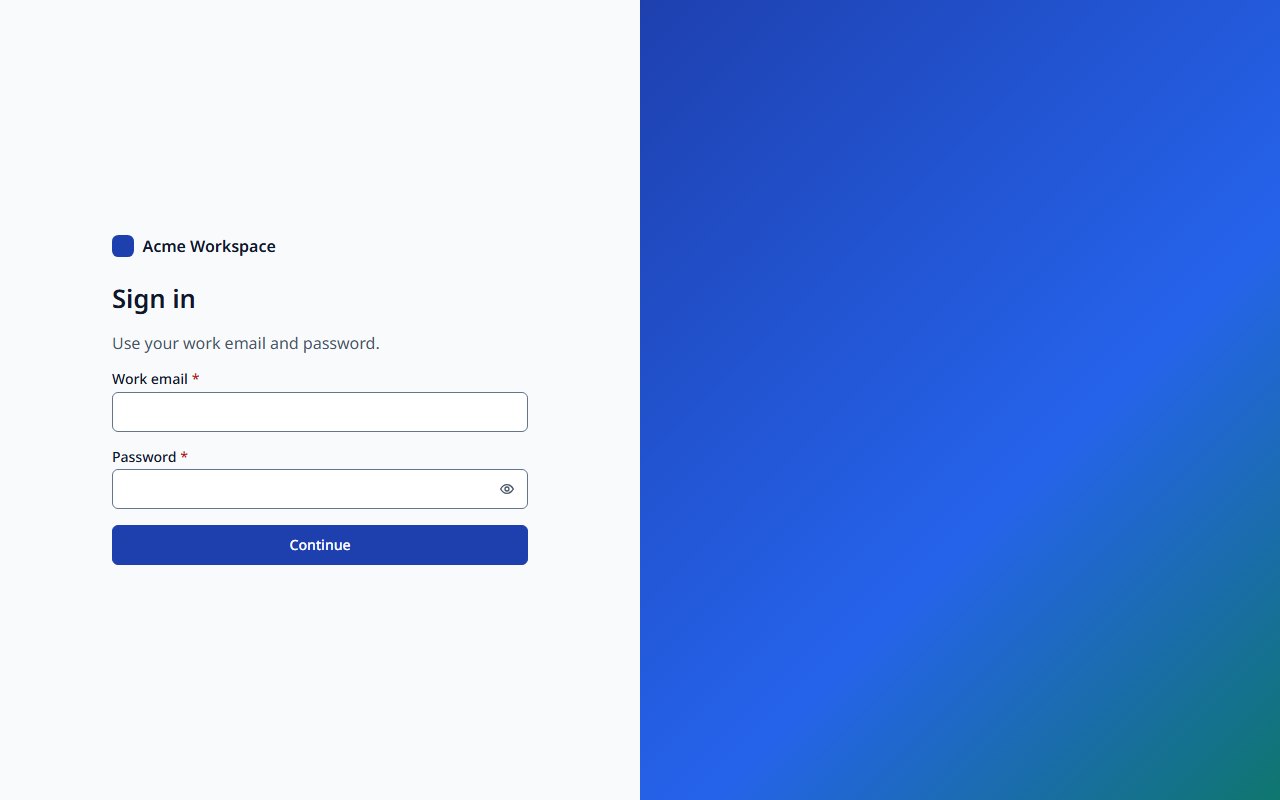 Acme Workspace
Sign in
Use your work email and password.
Work email *
Password *
Continue